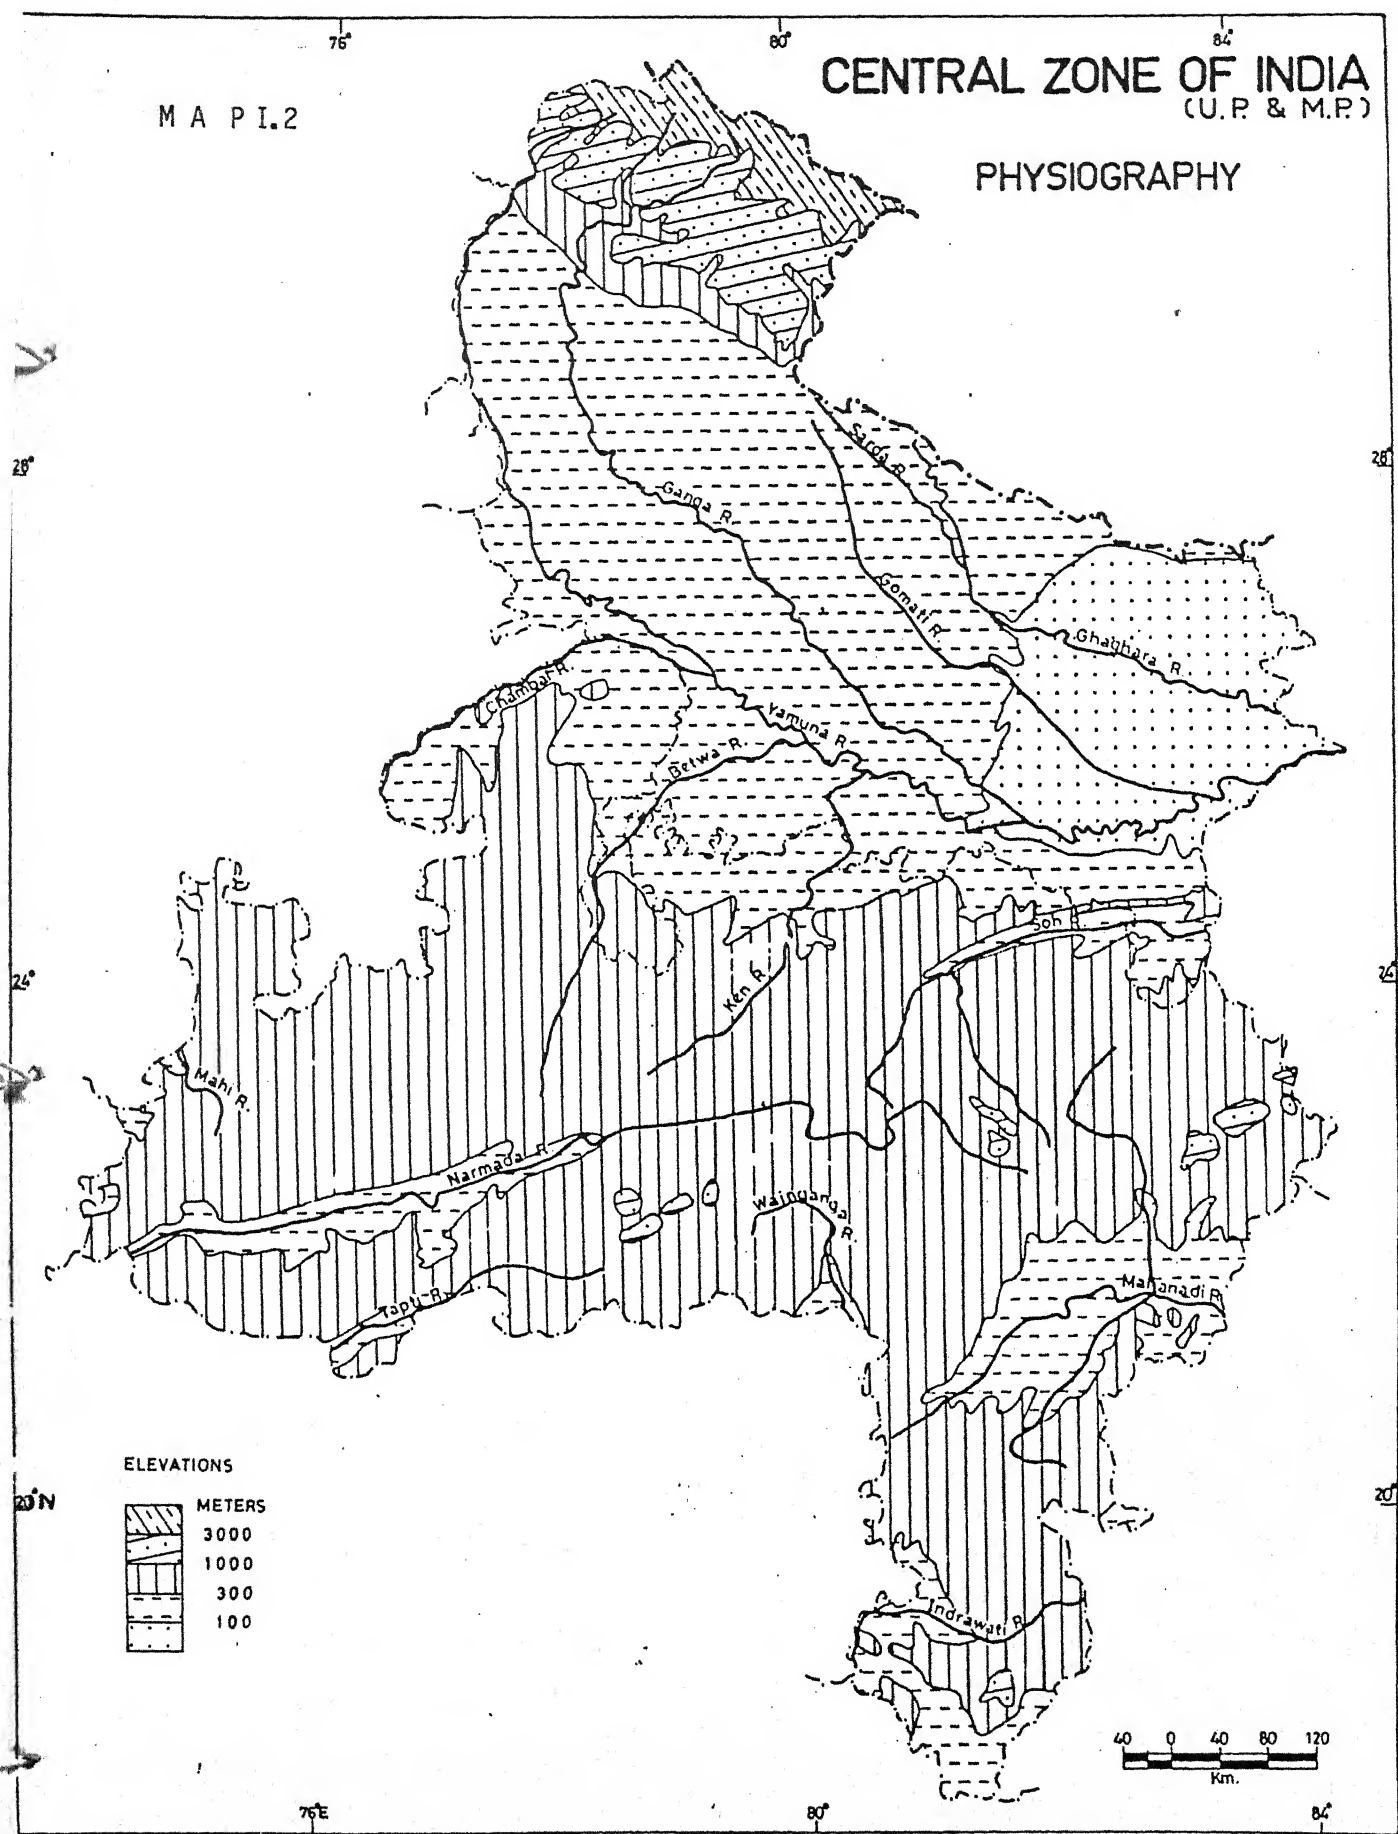 76°
80°
84°
MAP I.2
CENTRAL ZONE OF INDIA
(U.P. & M.P.)
PHYSIOGRAPHY
28°
28°
Sarda R.
Ganga R.
Gomati R.
Ghaghara R.
Chambal R.
Yamuna R.
Betwa R.
Son R.
24°
24°
Ken R.
Mahi R.
Narmada R.
Wainganga R.
Mahanadi R.
Tapti R.
ELEVATIONS
METERS
3000
1000
300
100
20°N
20°
Indrawati R.
40 0 40 80 120
Km.
76°E
80°
84°